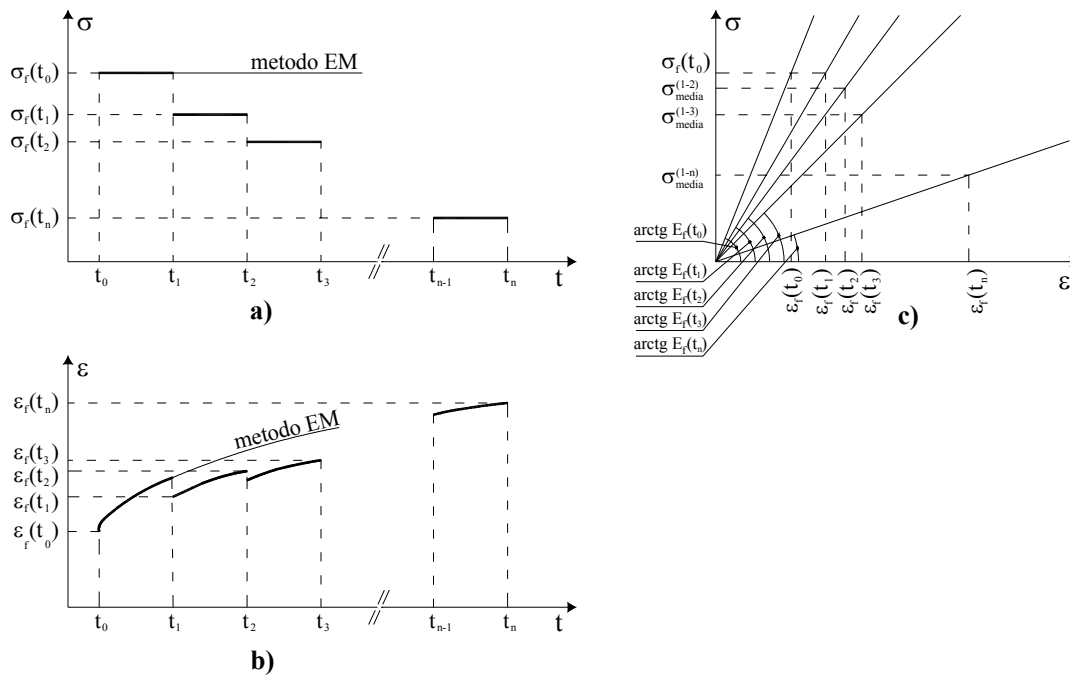 σ
metodo EM
σf(t0)
σf(t1)
σf(t2)
σf(tn)
t0 t1 t2 t3 tn-1 tn t
a)
ε
εf(tn)
metodo EM
εf(t3)
εf(t2)
εf(t1)
εf(t0)
t0 t1 t2 t3 tn-1 tn t
b)
σ
σf(t0)
σ(1-2)media
σ(1-3)media
σ(1-n)media
arctg Ef(t0)
arctg Ef(t1)
arctg Ef(t2)
arctg Ef(t3)
arctg Ef(tn)
εf(t0) εf(t1) εf(t2) εf(t3) εf(tn) ε
c)